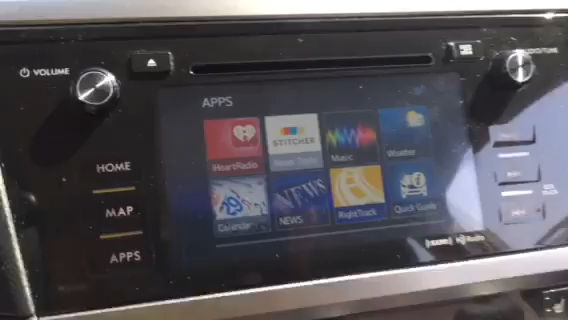 VOLUME
APPS
HOME
MAP
APPS
iHeartRadio
STITCHER
Music
Weather
Calendar
NEWS
NEWS
RightTrack
Quick Guide